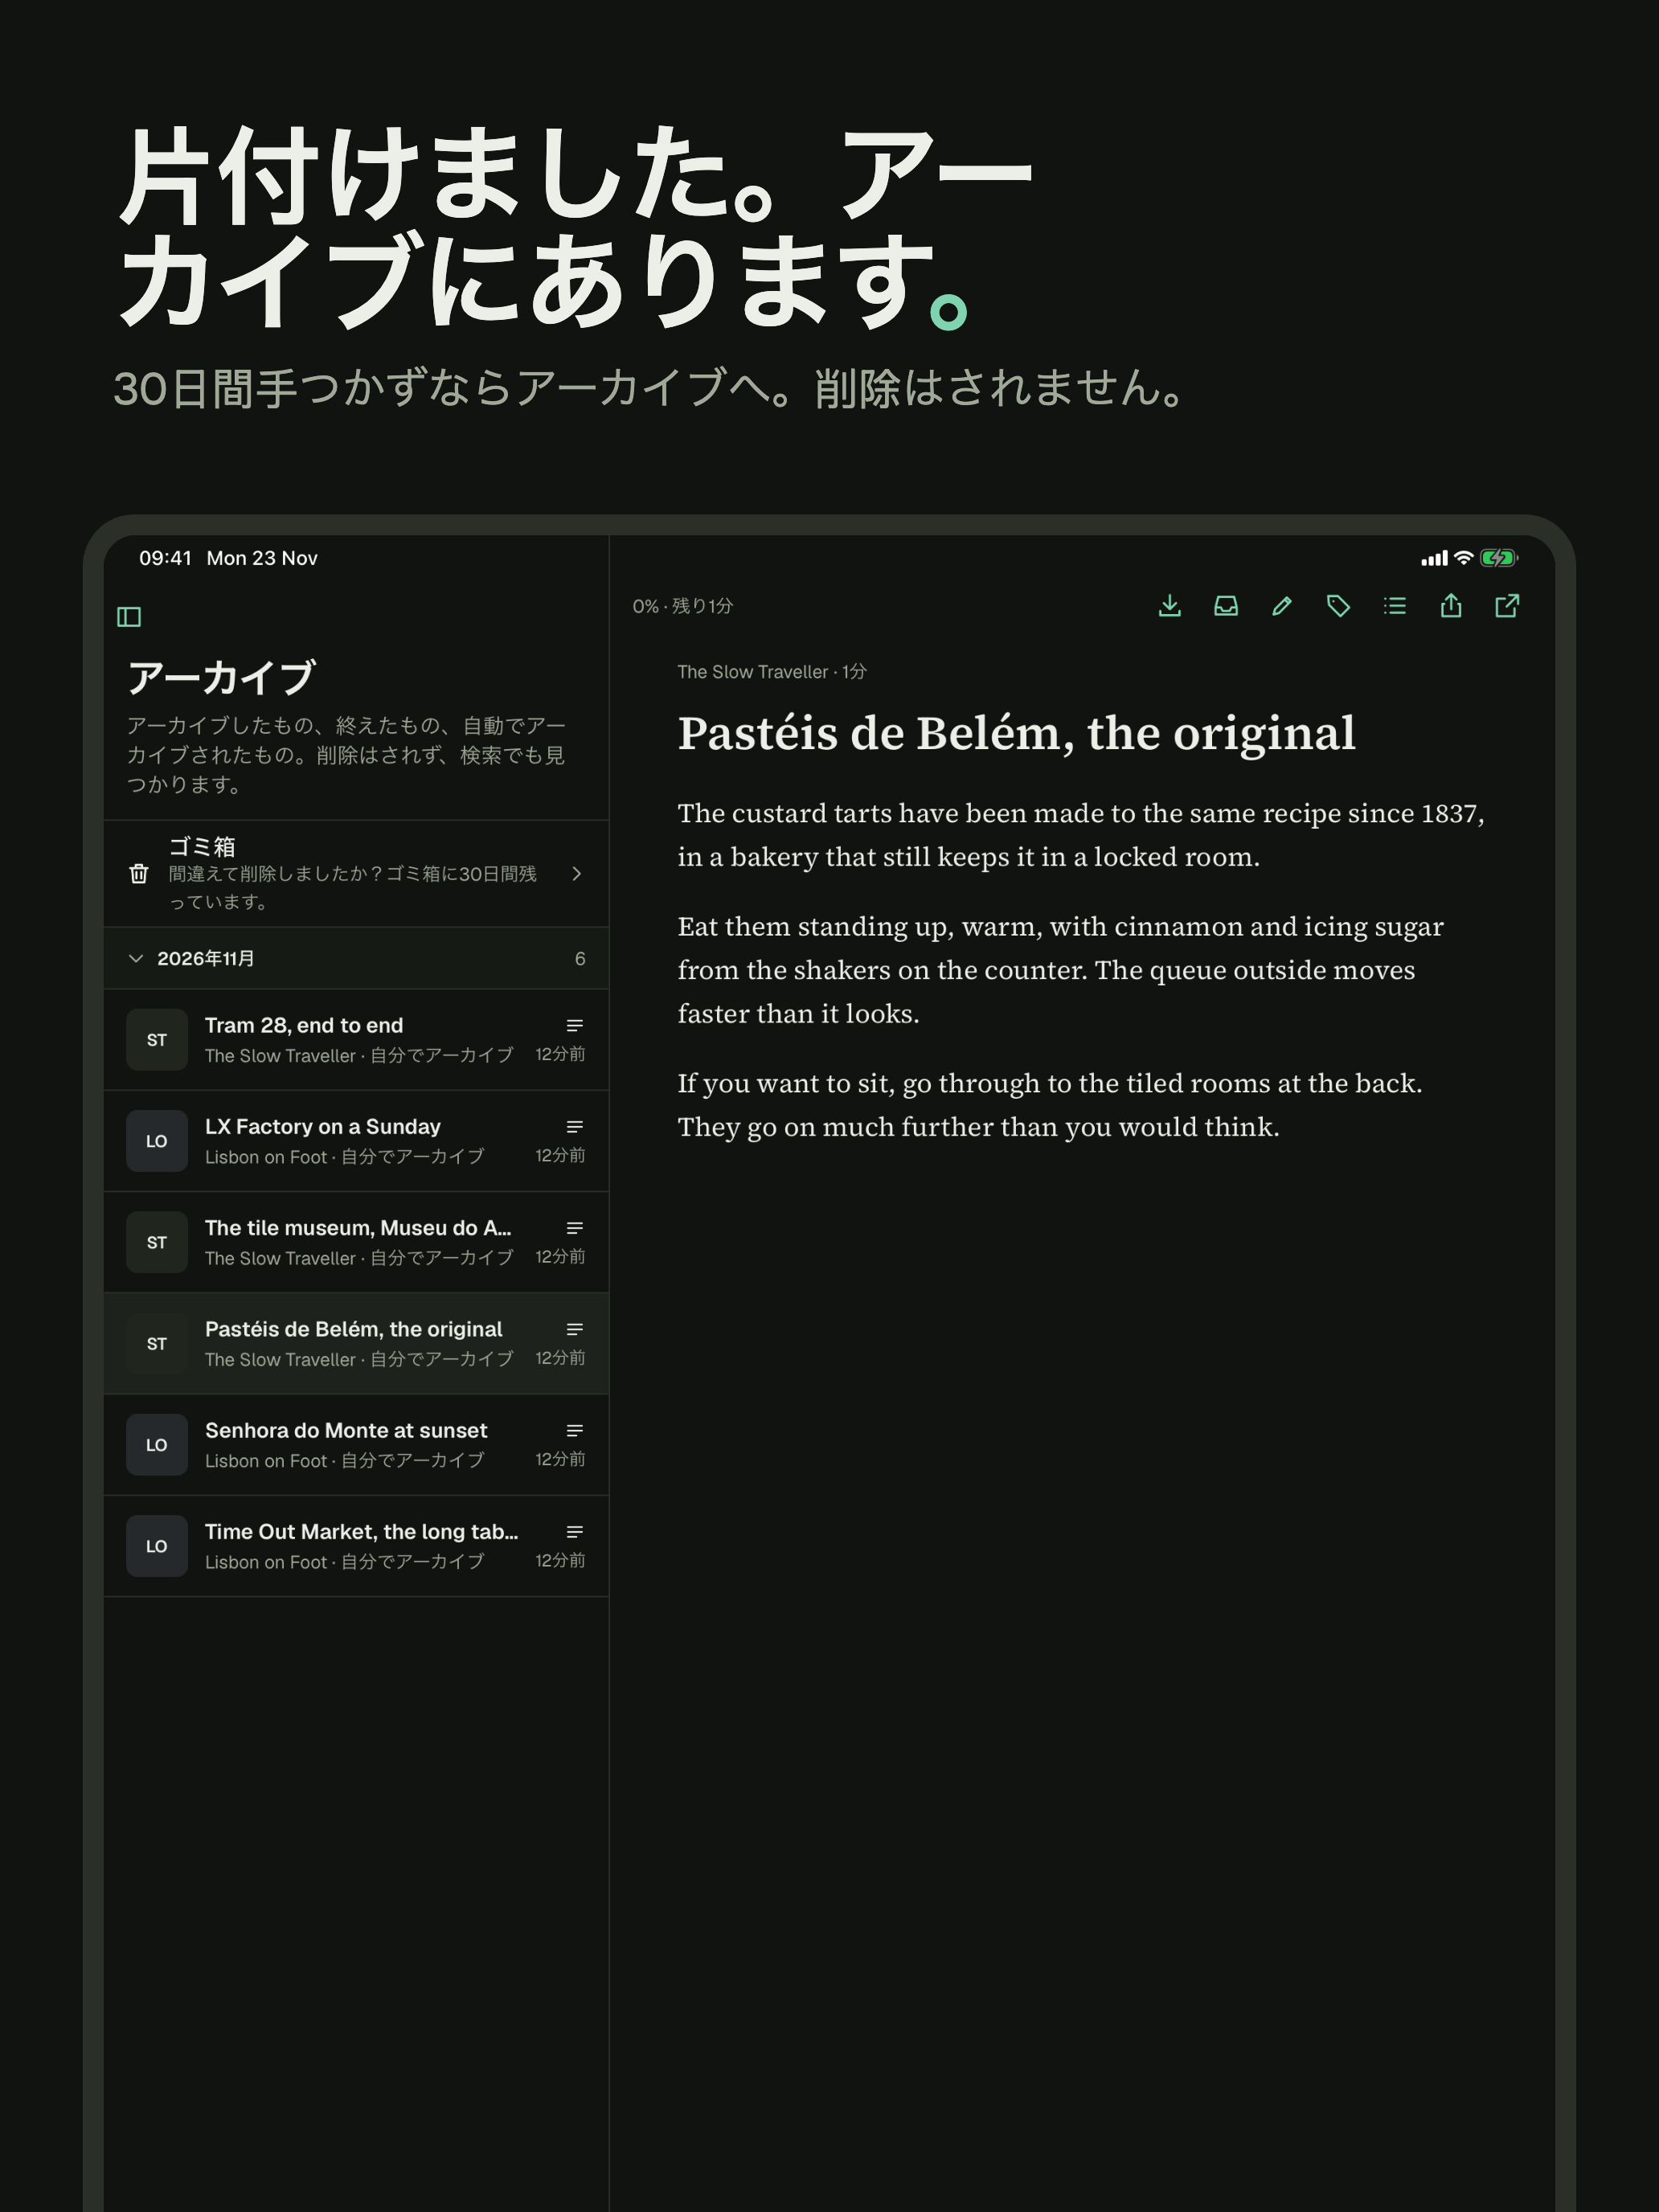 片付けました。アー
カイブにあります。
30日間手つかずならアーカイブへ。削除はされません。
09:41 Mon 23 Nov
アーカイブ
アーカイブしたもの、終えたもの、自動でアー
カイブされたもの。削除はされず、検索でも見
つかります。
ゴミ箱
間違えて削除しましたか？ゴミ箱に30日間残
っています。
2026年11月 6
ST
Tram 28, end to end
The Slow Traveller · 自分でアーカイブ 12分前
LO
LX Factory on a Sunday
Lisbon on Foot · 自分でアーカイブ 12分前
ST
The tile museum, Museu do A...
The Slow Traveller · 自分でアーカイブ 12分前
ST
Pastéis de Belém, the original
The Slow Traveller · 自分でアーカイブ 12分前
LO
Senhora do Monte at sunset
Lisbon on Foot · 自分でアーカイブ 12分前
LO
Time Out Market, the long tab...
Lisbon on Foot · 自分でアーカイブ 12分前
0% · 残り1分
The Slow Traveller · 1分
Pastéis de Belém, the original
The custard tarts have been made to the same recipe since 1837,
in a bakery that still keeps it in a locked room.
Eat them standing up, warm, with cinnamon and icing sugar
from the shakers on the counter. The queue outside moves
faster than it looks.
If you want to sit, go through to the tiled rooms at the back.
They go on much further than you would think.